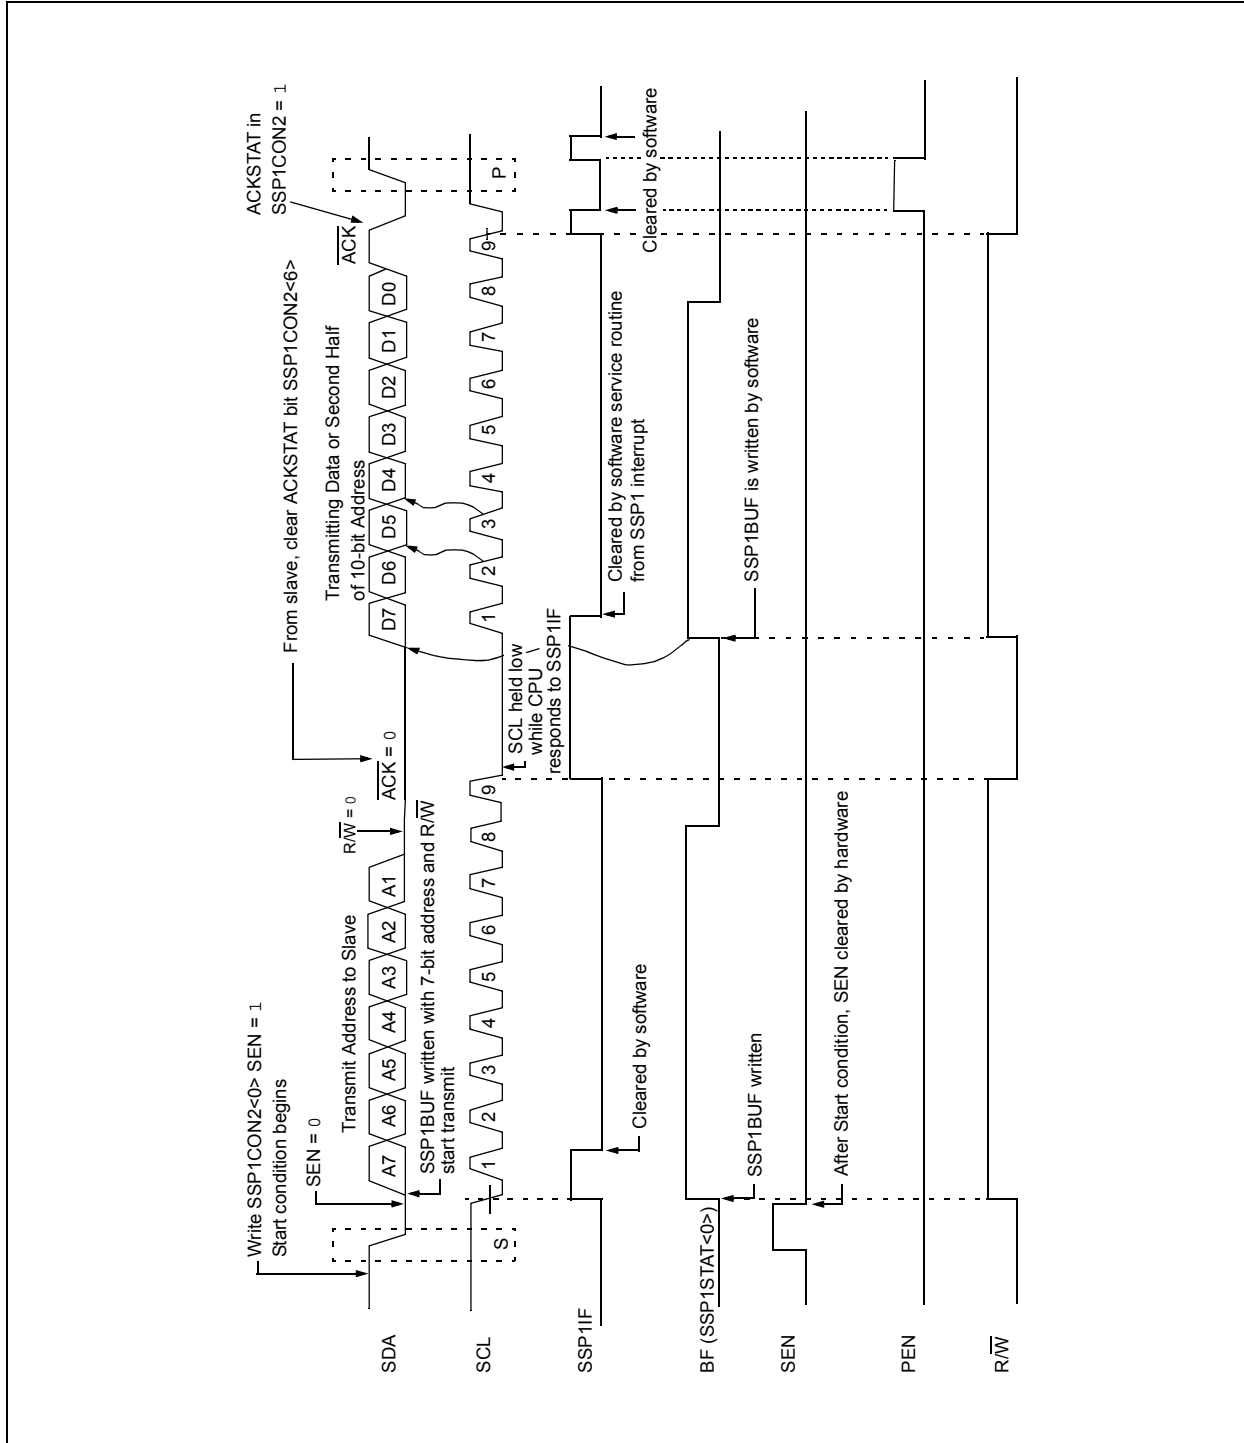 Write SSP1CON2<0> SEN = 1
Start condition begins
SEN = 0
Transmit Address to Slave
R/W = 0
From slave, clear ACKSTAT bit SSP1CON2<6>
ACK = 0
Transmitting Data or Second Half
of 10-bit Address
ACKSTAT in
SSP1CON2 = 1
ACK
SDA
A7 A6 A5 A4 A3 A2 A1
D7 D6 D5 D4 D3 D2 D1 D0
SSP1BUF written with 7-bit address and R/W
start transmit
SCL
S
1 2 3 4 5 6 7 8 9
1 2 3 4 5 6 7 8 9
P
SCL held low
while CPU
responds to SSP1IF
SSP1IF
Cleared by software
Cleared by software service routine
from SSP1 interrupt
Cleared by software
BF (SSP1STAT<0>)
SSP1BUF written
SSP1BUF is written by software
SEN
After Start condition, SEN cleared by hardware
PEN
R/W